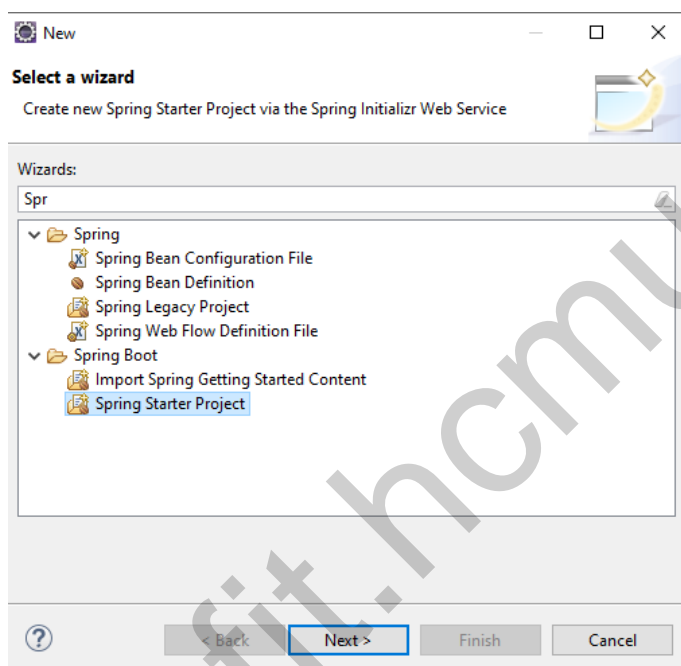 New
Select a wizard
Create new Spring Starter Project via the Spring Initializr Web Service
Wizards:
Spr
Spring
Spring Bean Configuration File
Spring Bean Definition
Spring Legacy Project
Spring Web Flow Definition File
Spring Boot
Import Spring Getting Started Content
Spring Starter Project
< Back
Next >
Finish
Cancel
fit.hcmu